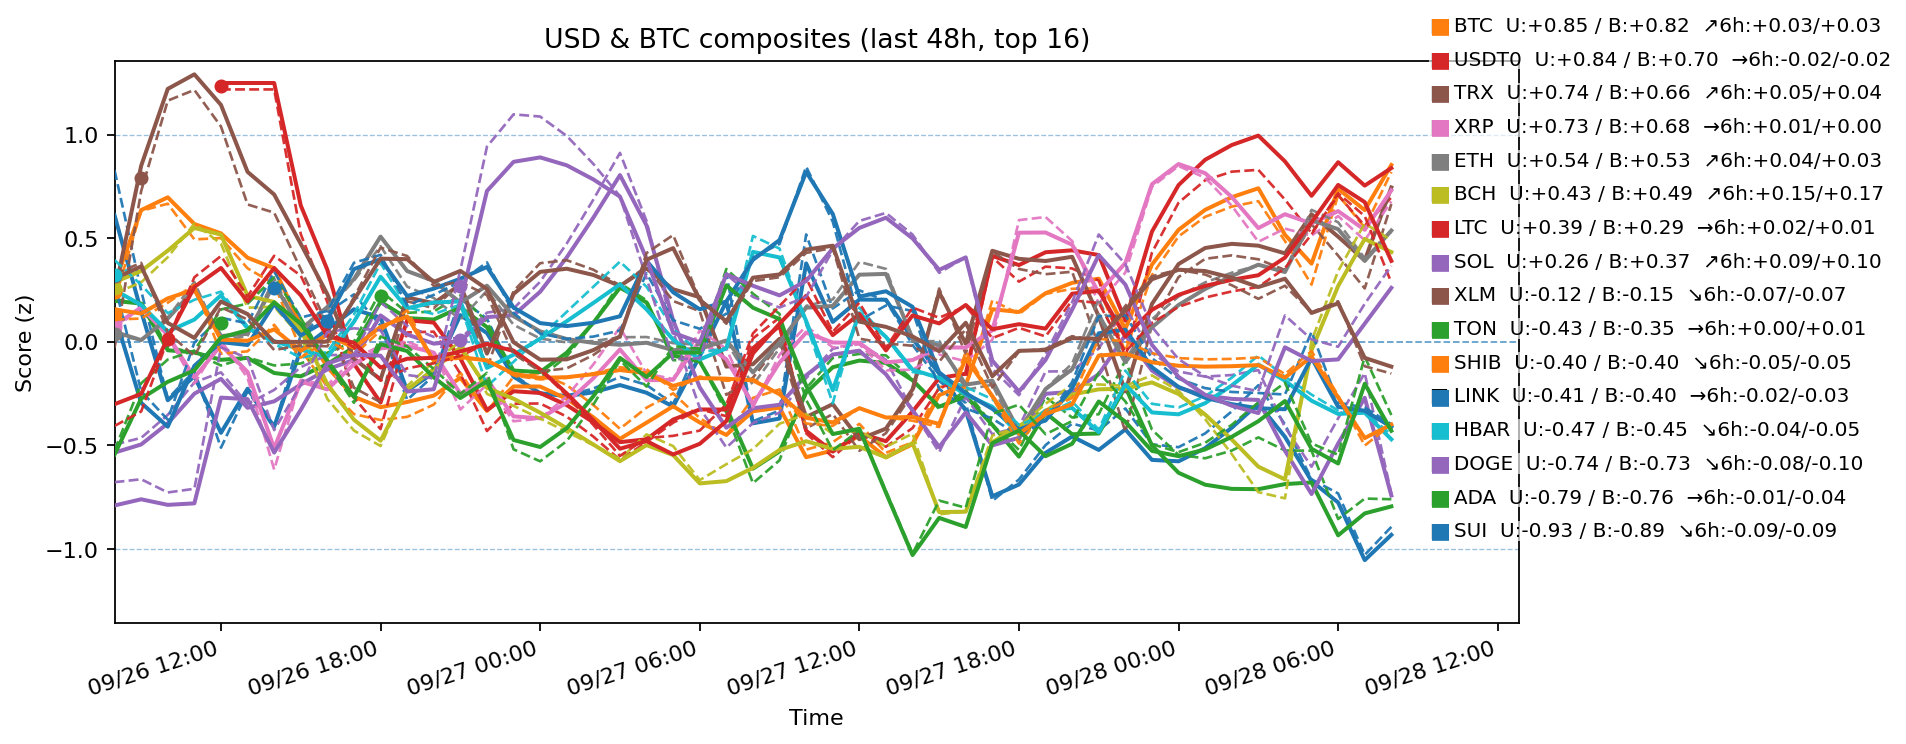 USD & BTC composites (last 48h, top 16)
BTC U:+0.85 / B:+0.82 ↗6h:+0.03/+0.03
USDT0 U:+0.84 / B:+0.70 →6h:-0.02/-0.02
TRX U:+0.74 / B:+0.66 ↗6h:+0.05/+0.04
XRP U:+0.73 / B:+0.68 →6h:+0.01/+0.00
ETH U:+0.54 / B:+0.53 ↗6h:+0.04/+0.03
BCH U:+0.43 / B:+0.49 ↗6h:+0.15/+0.17
LTC U:+0.39 / B:+0.29 →6h:+0.02/+0.01
SOL U:+0.26 / B:+0.37 ↗6h:+0.09/+0.10
XLM U:-0.12 / B:-0.15 ↘6h:-0.07/-0.07
TON U:-0.43 / B:-0.35 →6h:+0.00/+0.01
SHIB U:-0.40 / B:-0.40 ↘6h:-0.05/-0.05
LINK U:-0.41 / B:-0.40 →6h:-0.02/-0.03
HBAR U:-0.47 / B:-0.45 ↘6h:-0.04/-0.05
DOGE U:-0.74 / B:-0.73 ↘6h:-0.08/-0.10
ADA U:-0.79 / B:-0.76 →6h:-0.01/-0.04
SUI U:-0.93 / B:-0.89 ↘6h:-0.09/-0.09
Score (z)
1.0
0.5
0.0
−0.5
−1.0
09/26 12:00
09/26 18:00
09/27 00:00
09/27 06:00
09/27 12:00
09/27 18:00
09/28 00:00
09/28 06:00
09/28 12:00
Time